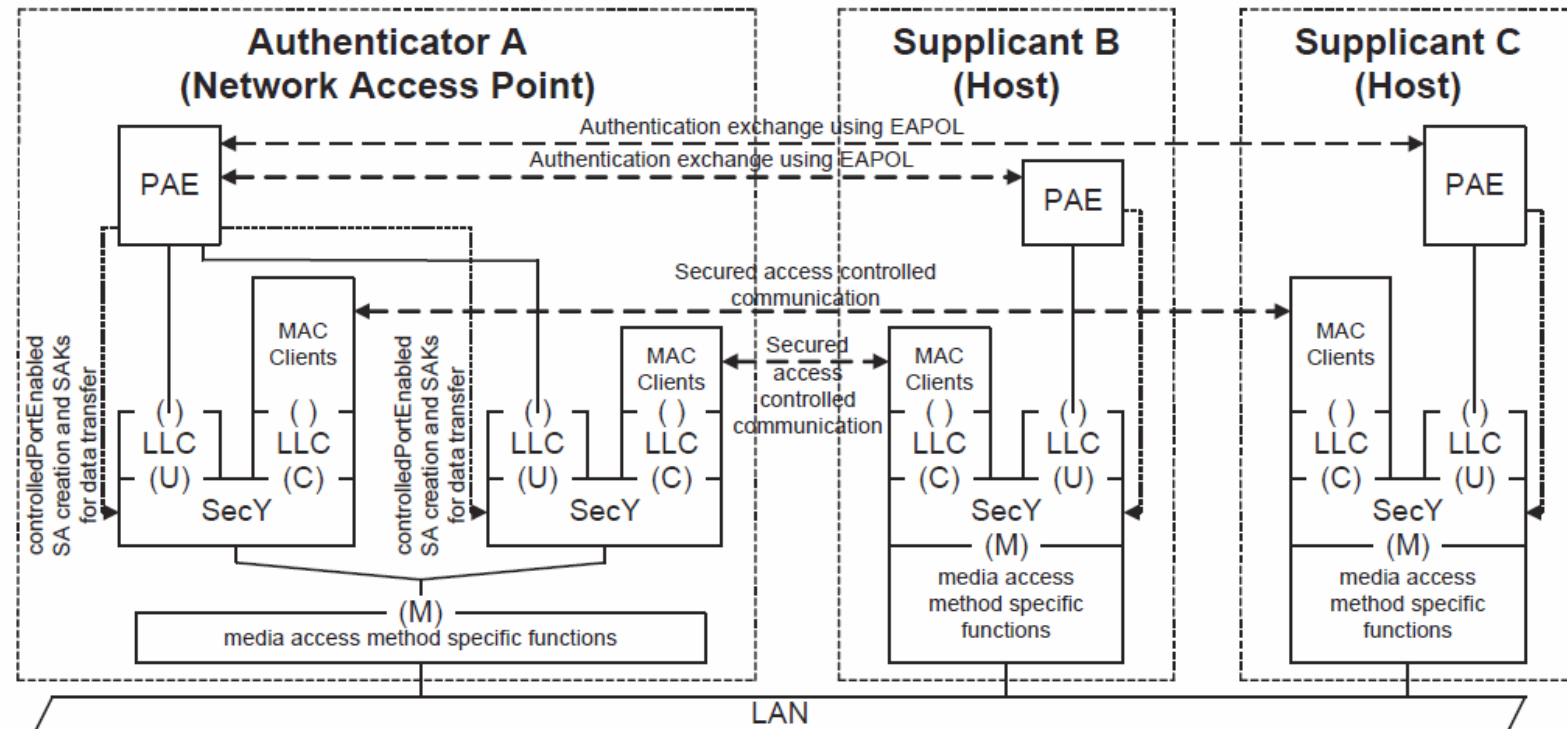 Authenticator A
(Network Access Point)
Supplicant B
(Host)
Supplicant C
(Host)
Authentication exchange using EAPOL
Authentication exchange using EAPOL
PAE
PAE
PAE
Secured access controlled
communication
controlledPortEnabled
SA creation and SAKs
for data transfer
MAC
Clients
controlledPortEnabled
SA creation and SAKs
for data transfer
MAC
Clients
Secured
access
controlled
communication
MAC
Clients
MAC
Clients
( )
( )
( )
( )
( )
( )
( )
( )
LLC
LLC
LLC
LLC
LLC
LLC
LLC
LLC
(U)
(C)
(U)
(C)
(C)
(U)
(C)
(U)
SecY
SecY
SecY
SecY
(M)
(M)
(M)
media access method specific functions
media access
method specific
functions
media access
method specific
functions
LAN